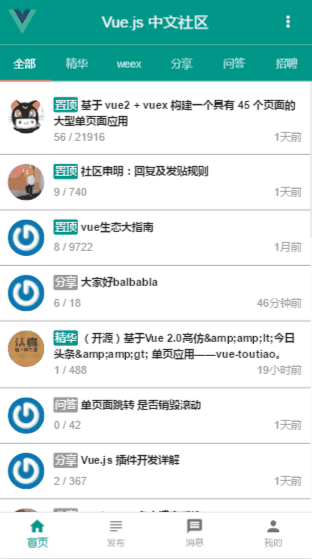 Vue.js 中文社区
全部 精华 weex 分享 问答 招聘
置顶 基于 vue2 + vuex 构建一个具有 45 个页面的
大型单页面应用
56 / 21916 1天前
置顶 社区申明：回复及发贴规则
9 / 740 1天前
置顶 vue生态大指南
8 / 9722 1月前
分享 大家好balbabla
6 / 18 46分钟前
精华 （开源）基于Vue 2.0高仿&amp;amp;lt;今日
头条&amp;amp;gt; 单页应用——vue-toutiao。
1 / 488 19小时前
认真
问答 单页面跳转 是否销毁滚动
0 / 42 1天前
分享 Vue.js 插件开发详解
2 / 367 1天前
首页 发布 消息 我的